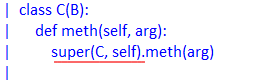 | class C(B):
|     def meth(self, arg):
|         super(C, self).meth(arg)
|